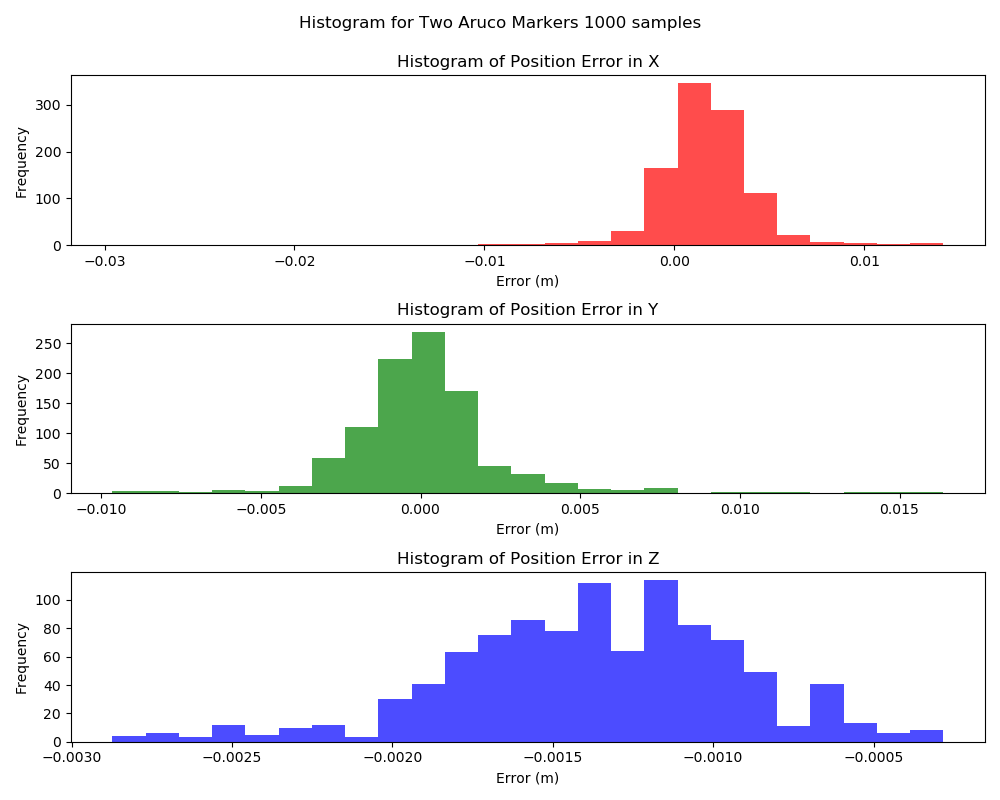 Histogram for Two Aruco Markers 1000 samples
Histogram of Position Error in X
Frequency
300
200
100
0
−0.03 −0.02 −0.01 0.00 0.01
Error (m)
Histogram of Position Error in Y
Frequency
250
200
150
100
50
0
−0.010 −0.005 0.000 0.005 0.010 0.015
Error (m)
Histogram of Position Error in Z
Frequency
100
80
60
40
20
0
−0.0030 −0.0025 −0.0020 −0.0015 −0.0010 −0.0005
Error (m)